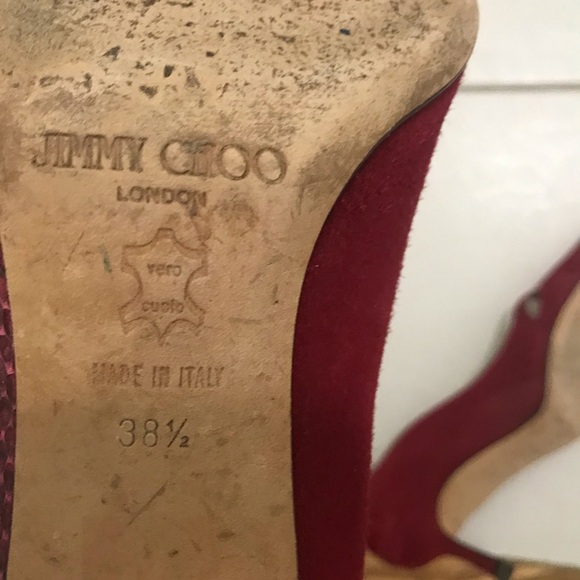 JIMMY CHOO
LONDON
vero
cuoio
MADE IN ITALY
38½